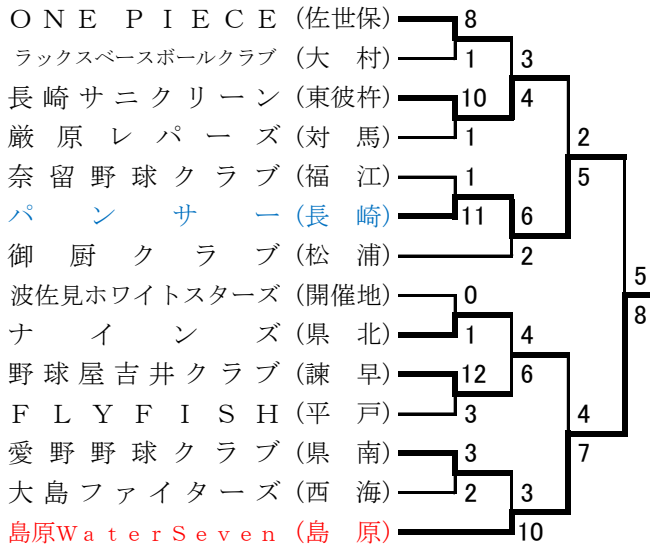 ONE PIECE (佐世保) 8
ラックスベースボールクラブ (大村) 1 3
長崎サニクリーン (東彼杵) 10 4
厳原レパーズ (対馬) 1 2
奈留野球クラブ (福江) 1 5
パンサー (長崎) 11 6
御厨クラブ (松浦) 2
5
波佐見ホワイトスターズ (開催地) 0
8
ナインズ (県北) 1 4
野球屋吉井クラブ (諫早) 12 6
FLYFISH (平戸) 3 4
愛野野球クラブ (県南) 3 7
大島ファイターズ (西海) 2 3
島原WaterSeven (島原) 10